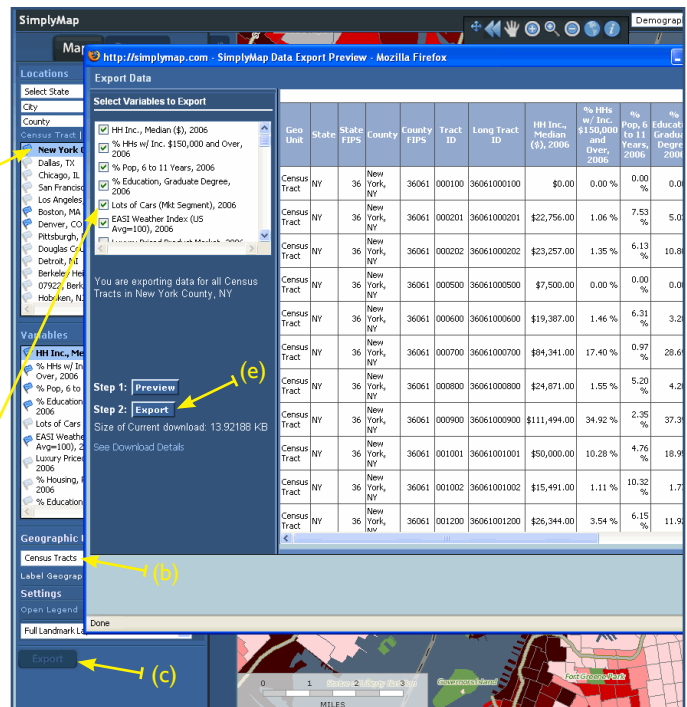 SimplyMap
Demograph
Ma
http://simplymap.com - SimplyMap Data Export Preview - Mozilla Firefox
Export Data
Locations
Select State
City
County
Census Tract |
New York
Dallas, TX
Chicago, IL
San Francisc
Los Angeles
Boston, MA
Denver, CO
Pittsburgh,
Douglas Cou
Detroit, MI
Berkeley Hei
07922, Berk
Hoboken, N
Variables
HH Inc., Me
% HHs w/ In
Over, 2006
% Pop, 6 to
% Education
2006
Lots of Cars
EASI Weathe
Avg=100), 2
Luxury Price
% Housing,
2006
% Education
Geographic
Census Tracts
Label Geograp
Settings
Open Legend
Full Landmark La
Export
Select Variables to Export
HH Inc., Median ($), 2006
% HHs w/ Inc. $150,000 and Over,
2006
% Pop, 6 to 11 Years, 2006
% Education, Graduate Degree,
2006
Lots of Cars (Mkt Segment), 2006
EASI Weather Index (US
Avg=100), 2006
Luxury Priced Product Market, 2006
You are exporting data for all Census
Tracts in New York County, NY
Step 1: Preview
Step 2: Export
Size of Current download: 13.92188 KB
See Download Details
(e)
(b)
(c)
Geo Unit State State FIPS County County FIPS Tract ID Long Tract ID HH Inc., Median ($), 2006 % HHs w/ Inc. $150,000 and Over, 2006 % Pop, 6 to 11 Years, 2006 % Educati Gradua Degre 2006
Census Tract NY 36 New York, NY 36061 000100 36061000100 $0.00 0.00 % 0.00 % 0.0
Census Tract NY 36 New York, NY 36061 000201 36061000201 $22,756.00 1.06 % 7.53 % 5.0
Census Tract NY 36 New York, NY 36061 000202 36061000202 $23,257.00 1.35 % 6.13 % 10.8
Census Tract NY 36 New York, NY 36061 000500 36061000500 $7,500.00 0.00 % 0.00 % 0.0
Census Tract NY 36 New York, NY 36061 000600 36061000600 $19,387.00 1.46 % 6.31 % 3.2
Census Tract NY 36 New York, NY 36061 000700 36061000700 $84,341.00 17.40 % 0.97 % 28.6
Census Tract NY 36 New York, NY 36061 000800 36061000800 $24,871.00 1.55 % 5.20 % 4.2
Census Tract NY 36 New York, NY 36061 000900 36061000900 $111,494.00 34.92 % 2.35 % 37.3
Census Tract NY 36 New York, NY 36061 001001 36061001001 $50,000.00 10.28 % 4.76 % 18.9
Census Tract NY 36 New York, NY 36061 001002 36061001002 $15,491.00 1.11 % 10.32 % 1.7
Census Tract NY 36 New York, NY 36061 001200 36061001200 $26,344.00 3.54 % 6.15 % 11.9
Done
0 1 2 3
MILES
Governors Island
Fort Greene Park